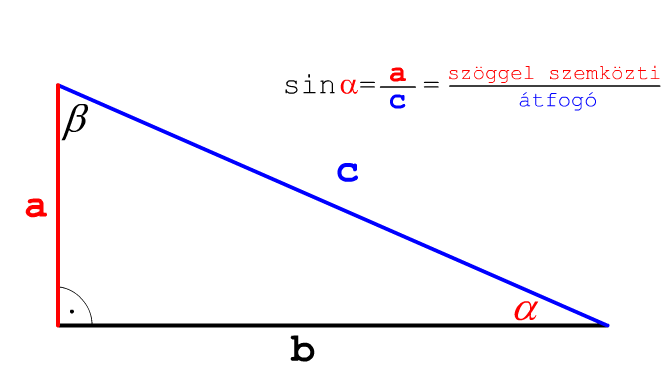 sinα = a/c = szöggel szemközti/átfogó
β
c
a
α
b